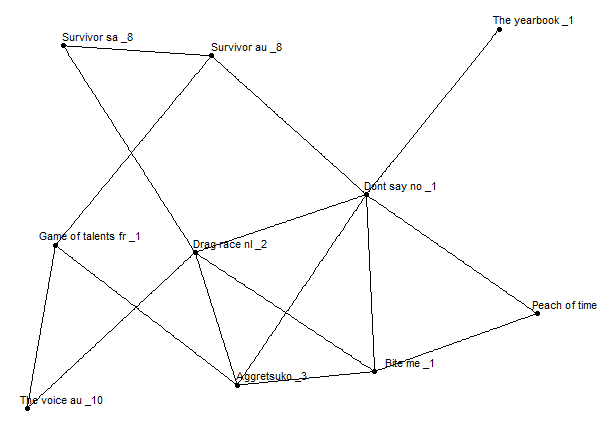 The yearbook _1
Survivor sa _8
Survivor au _8
Dont say no _1
Game of talents fr _1
Drag race nl _2
Peach of time
Bite me _1
Aggretsuko _3
The voice au _10